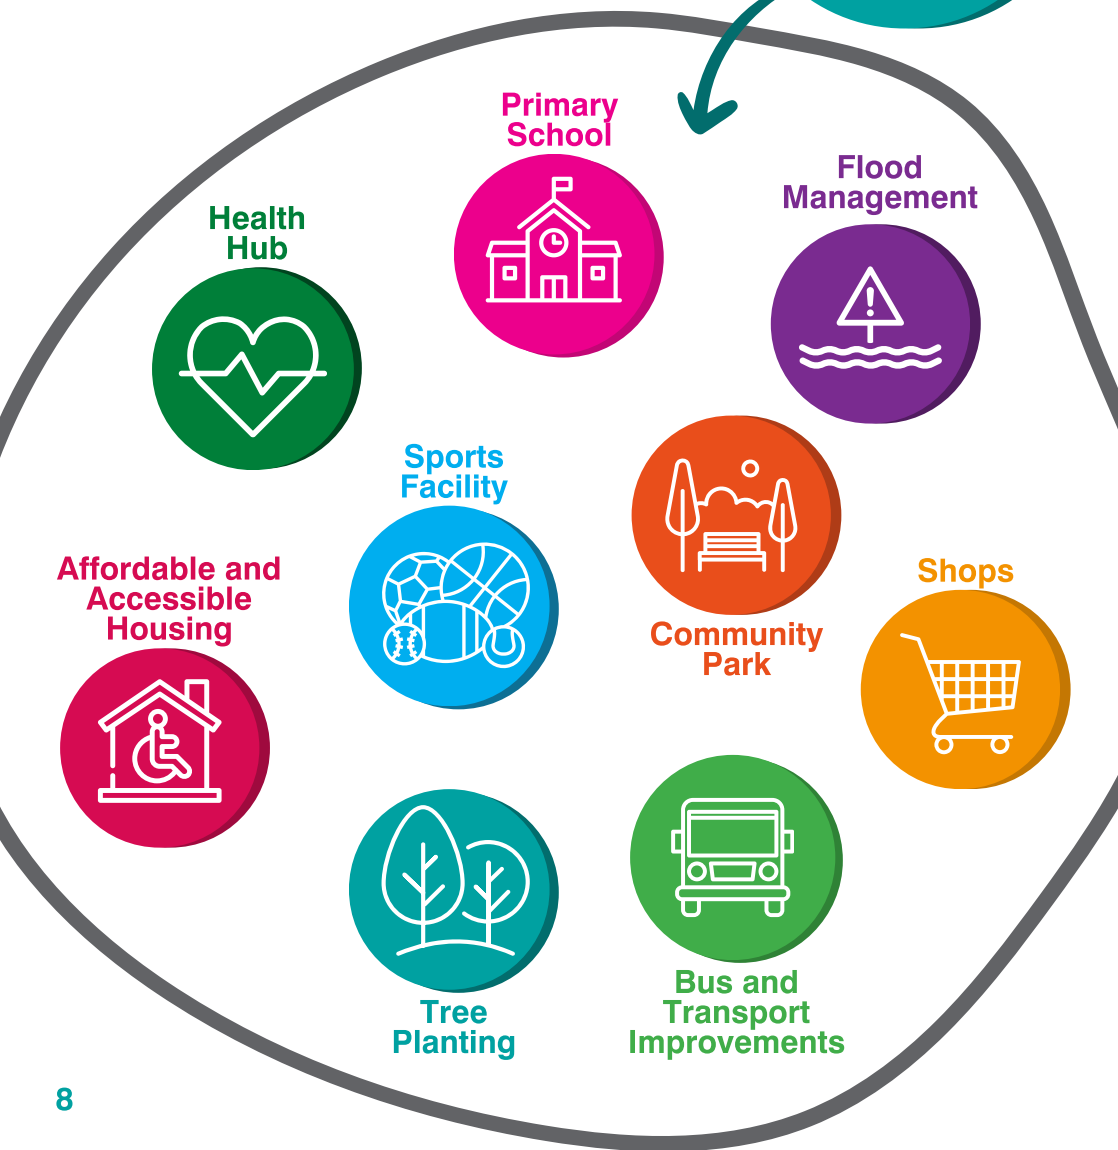 Primary
School
Flood
Management
Health
Hub
Sports
Facility
Affordable and
Accessible
Housing
Community
Park
Shops
Tree
Planting
Bus and
Transport
Improvements
8